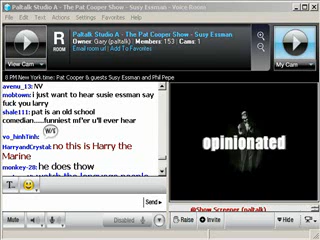 Paltalk Studio A - The Pat Cooper Show - Susy Essman - Voice Room
File Edit Actions Settings Favorites Help
View Cam
R
ROOM
Paltalk Studio A - The Pat Cooper Show - Susy Essman
Owner: Gary (paltalk) | Members: 153 | Cams: 1
Email room url | Add To Favorites
My Cam
8 PM New York time: Pat Cooper & guests Susy Essman and Phil Pepe
avenu_13: NV
mobtown: i just want to hear susie essman say
fuck you larry
shale111: pat is an old school
comedian.....funniest mf'er u'll ever hear
vo_hinhTinh:
HarryandCrystal: no this is Harry the
Marine
monkey-28: he does thow
opinionated
T
Send
@Show Screener (paltalk)
Mute
Disabled
Raise
Invite
Hide